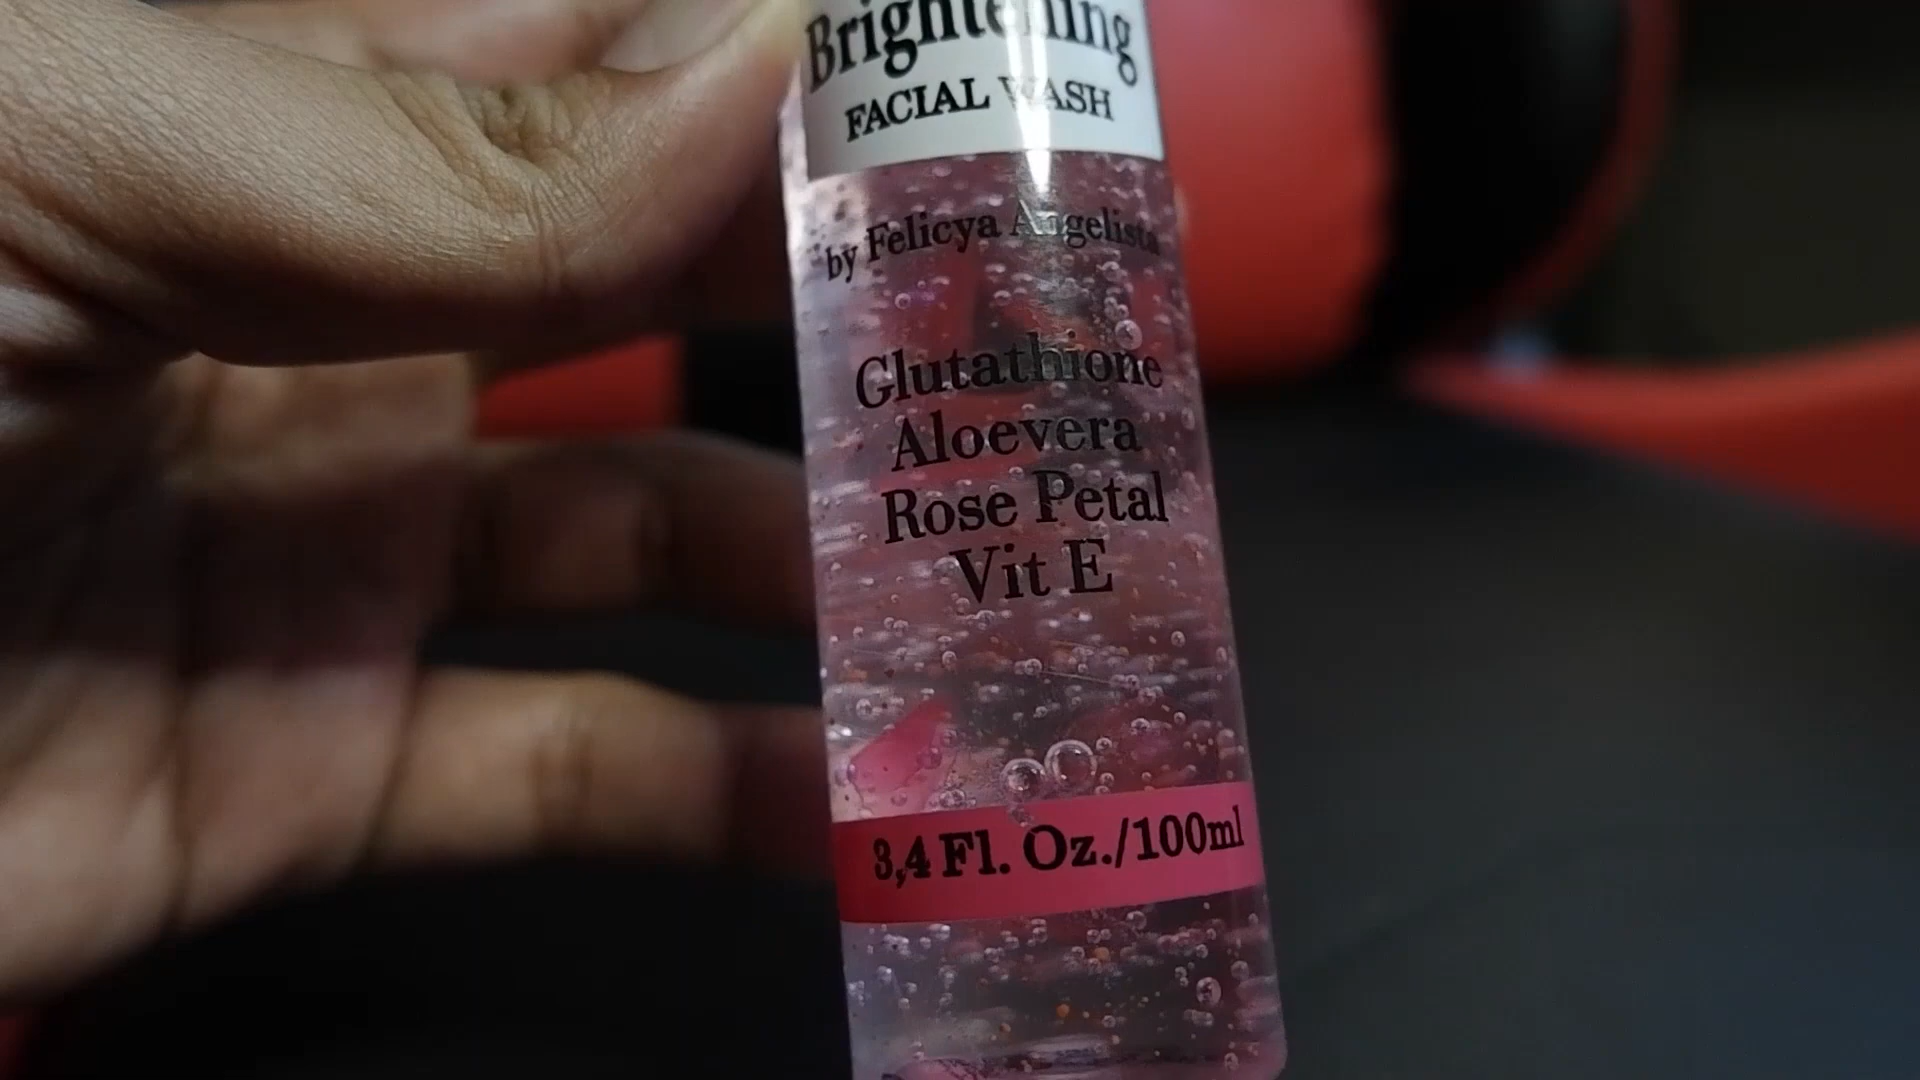 Brightening
FACIAL WASH
by Felicya Angelista
Glutathione
Aloevera
Rose Petal
Vit E
3,4 Fl. Oz./100ml